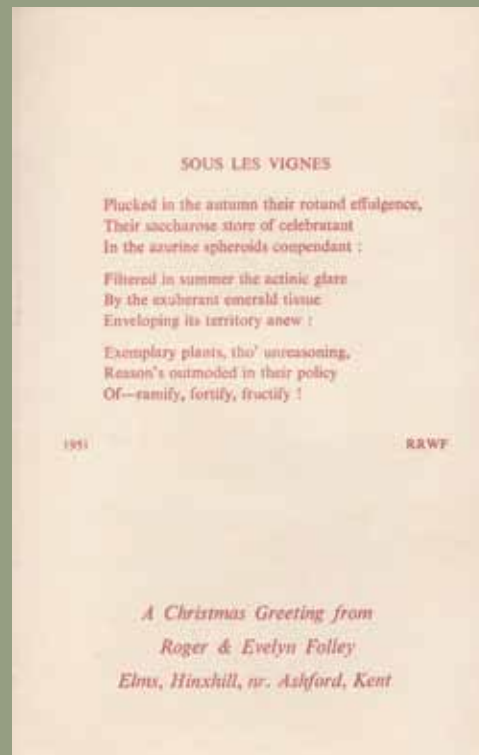 SOUS LES VIGNES
Plucked in the autumn their rotund effulgence,
Their saccharose store of celebratant
In the azurine spheroids conpendant :
Filtered in summer the actinic glare
By the exuberant emerald tissue
Enveloping its territory anew !
Exemplary plants, tho' unreasoning,
Reason's outmoded in their policy
Of—ramify, fortify, fructify !
1951 RRWF
A Christmas Greeting from
Roger & Evelyn Folley
Elms, Hinxhill, nr. Ashford, Kent